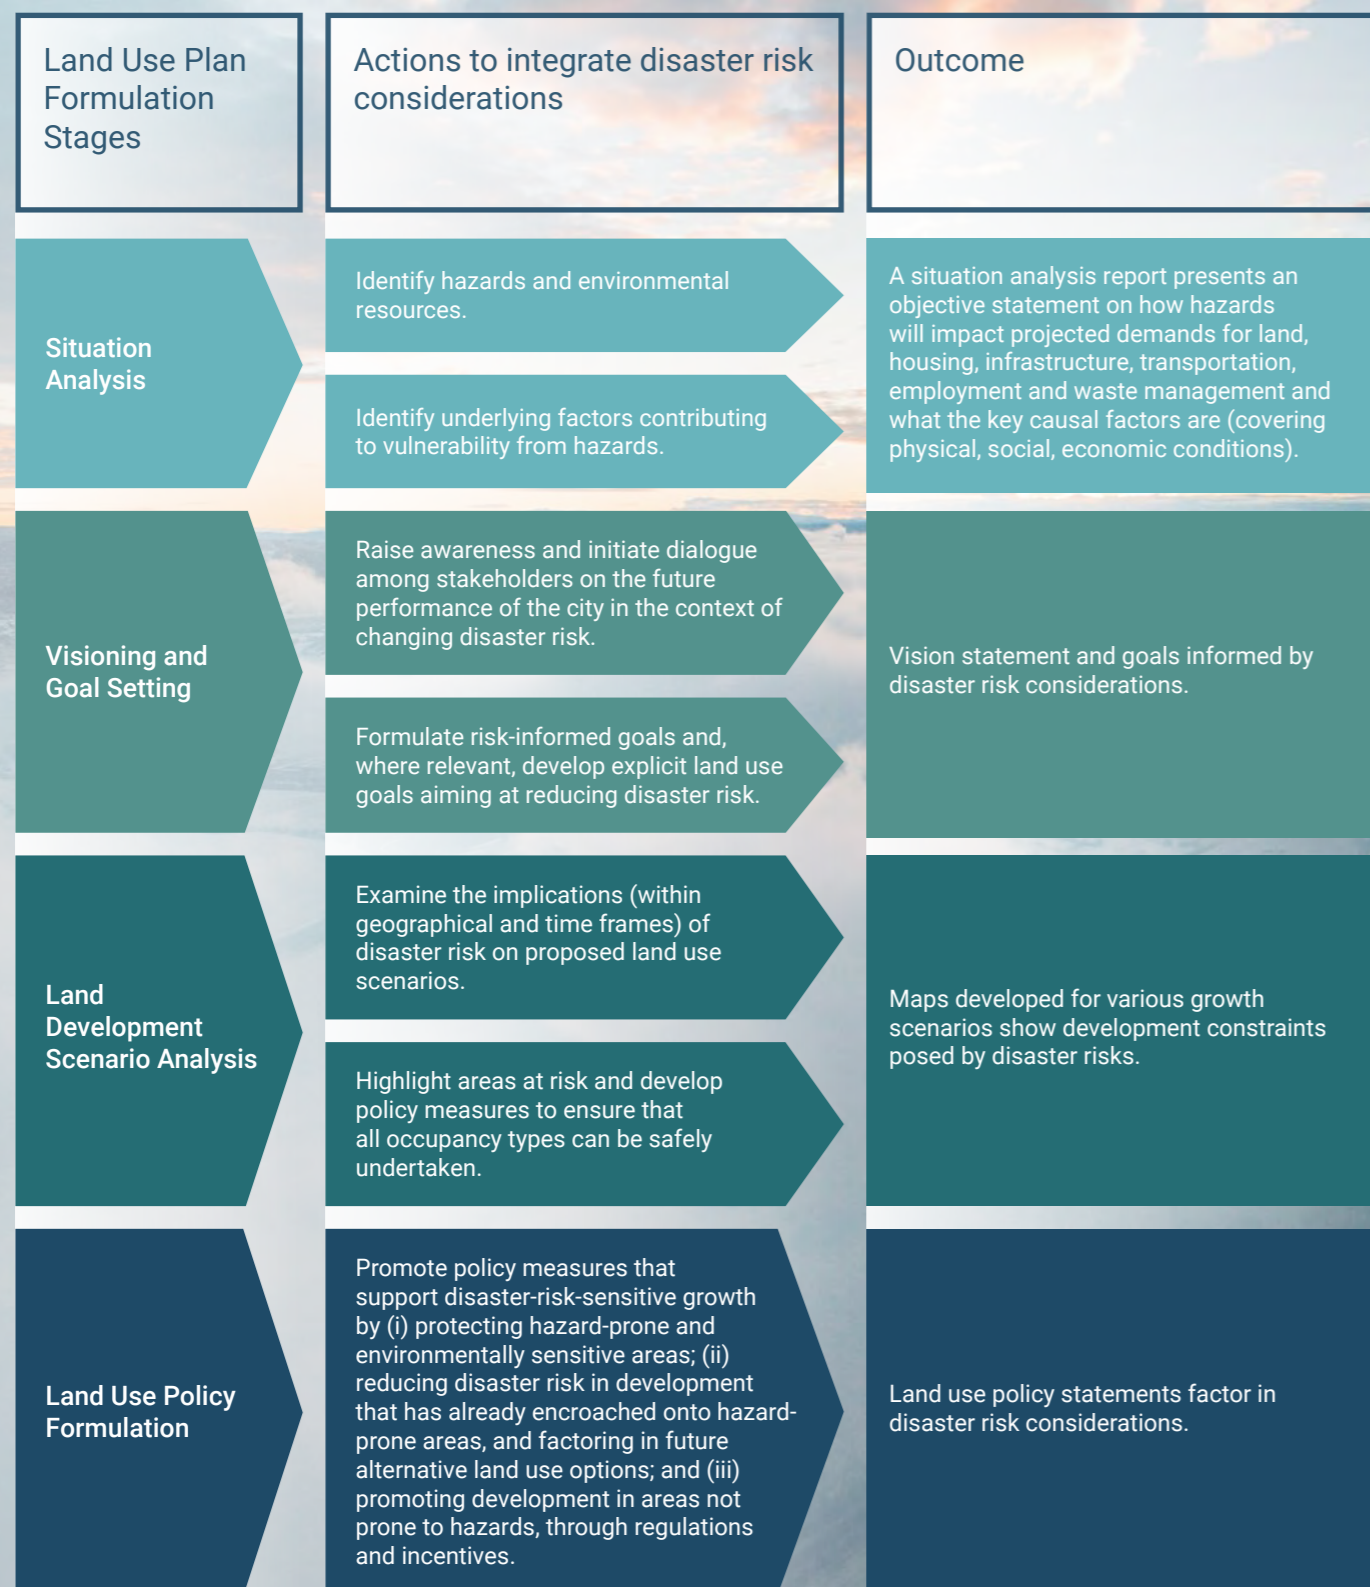 Land Use Plan
Formulation
Stages
Actions to integrate disaster risk
considerations
Outcome
Situation
Analysis
Identify hazards and environmental
resources.
Identify underlying factors contributing
to vulnerability from hazards.
A situation analysis report presents an
objective statement on how hazards
will impact projected demands for land,
housing, infrastructure, transportation,
employment and waste management and
what the key causal factors are (covering
physical, social, economic conditions).
Visioning and
Goal Setting
Raise awareness and initiate dialogue
among stakeholders on the future
performance of the city in the context of
changing disaster risk.
Formulate risk-informed goals and,
where relevant, develop explicit land use
goals aiming at reducing disaster risk.
Vision statement and goals informed by
disaster risk considerations.
Land
Development
Scenario Analysis
Examine the implications (within
geographical and time frames) of
disaster risk on proposed land use
scenarios.
Highlight areas at risk and develop
policy measures to ensure that
all occupancy types can be safely
undertaken.
Maps developed for various growth
scenarios show development constraints
posed by disaster risks.
Land Use Policy
Formulation
Promote policy measures that
support disaster-risk-sensitive growth
by (i) protecting hazard-prone and
environmentally sensitive areas; (ii)
reducing disaster risk in development
that has already encroached onto hazard-
prone areas, and factoring in future
alternative land use options; and (iii)
promoting development in areas not
prone to hazards, through regulations
and incentives.
Land use policy statements factor in
disaster risk considerations.